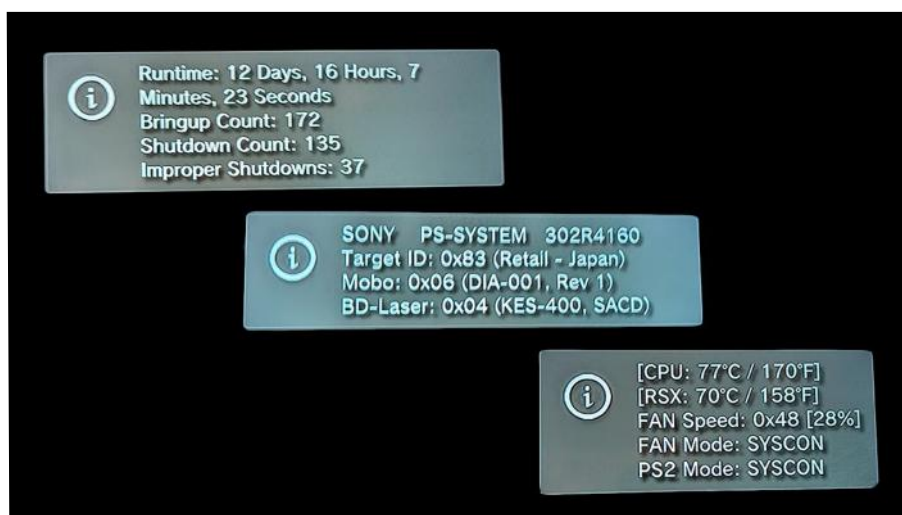 Runtime: 12 Days, 16 Hours, 7
Minutes, 23 Seconds
Bringup Count: 172
Shutdown Count: 135
Improper Shutdowns: 37
SONY PS-SYSTEM 302R4160
Target ID: 0x83 (Retail - Japan)
Mobo: 0x06 (DIA-001, Rev 1)
BD-Laser: 0x04 (KES-400, SACD)
[CPU: 77°C / 170°F]
[RSX: 70°C / 158°F]
FAN Speed: 0x48 [28%]
FAN Mode: SYSCON
PS2 Mode: SYSCON